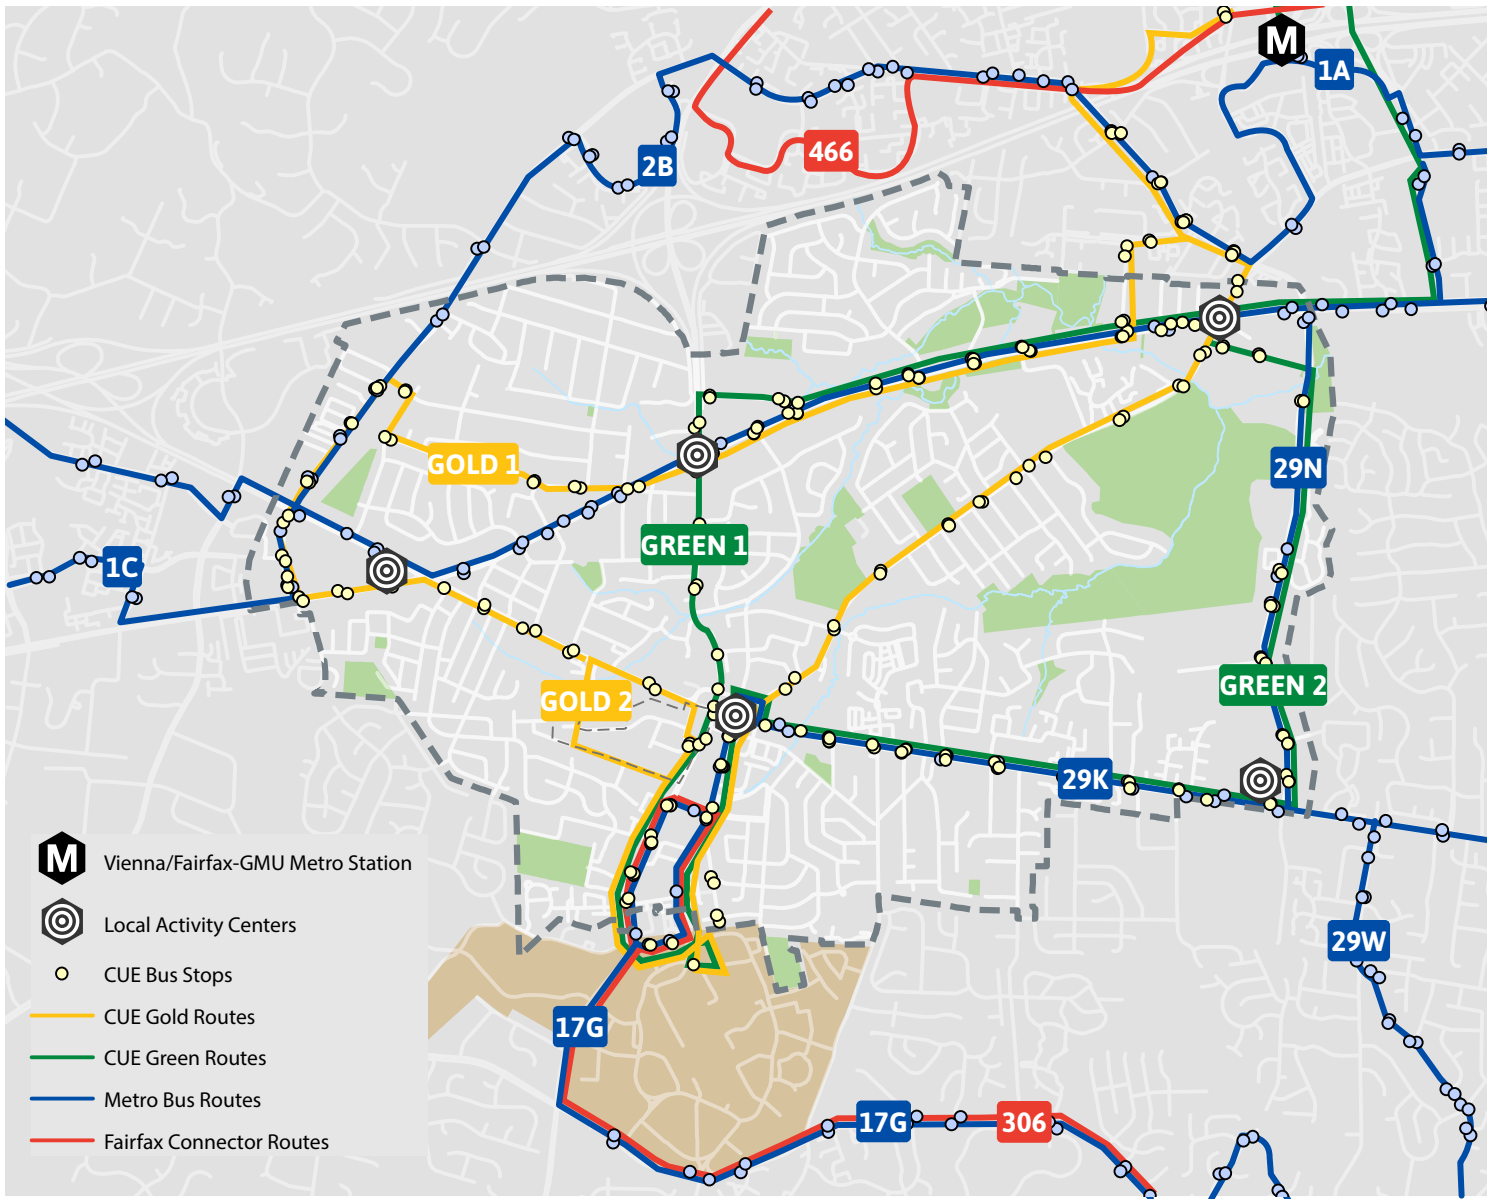 M
1A
2B
466
GOLD 1
29N
GREEN 1
1C
GREEN 2
GOLD 2
29K
M Vienna/Fairfax-GMU Metro Station
Local Activity Centers
CUE Bus Stops
CUE Gold Routes
CUE Green Routes
Metro Bus Routes
Fairfax Connector Routes
29W
17G
17G
306